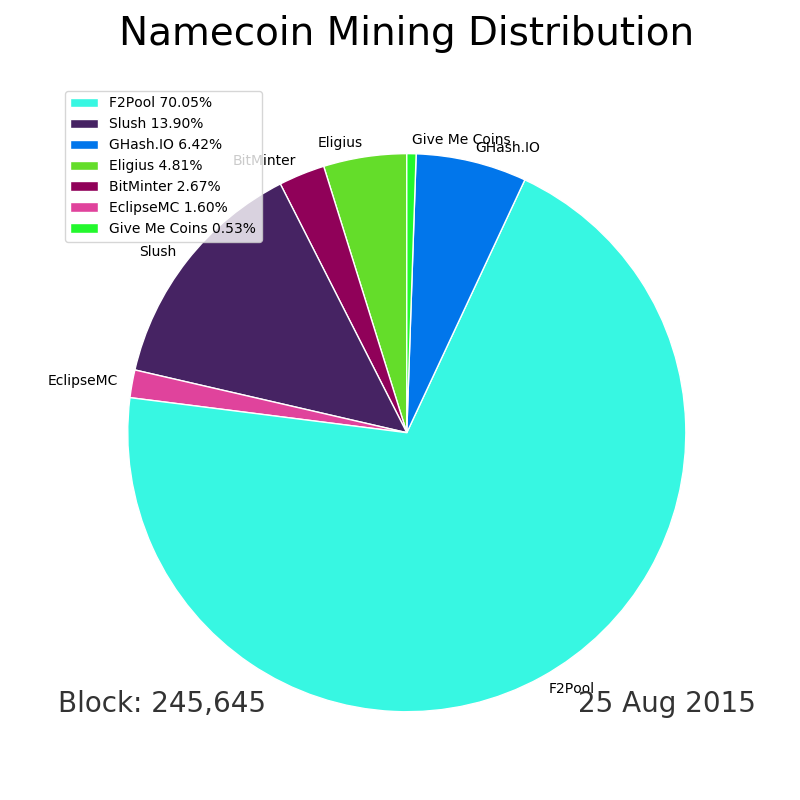 Namecoin Mining Distribution
F2Pool 70.05%
Slush 13.90%
GHash.IO 6.42%
Eligius 4.81%
BitMinter 2.67%
EclipseMC 1.60%
Give Me Coins 0.53%
Eligius
Give Me Coins
GHash.IO
BitMinter
Slush
EclipseMC
F2Pool
Block: 245,645
25 Aug 2015